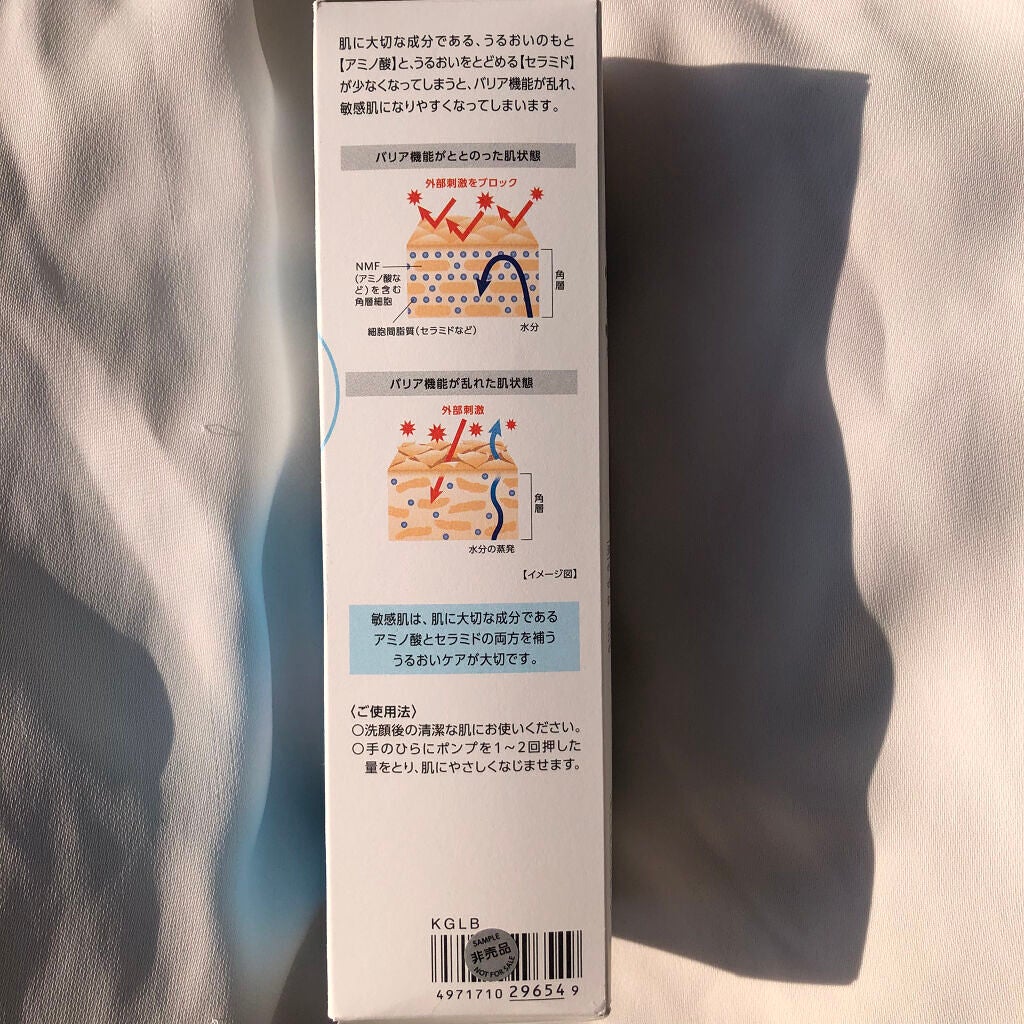 肌に大切な成分である、うるおいのもと
【アミノ酸】と、うるおいをとどめる【セラミド】
が少なくなってしまうと、バリア機能が乱れ、
敏感肌になりやすくなってしまいます。
バリア機能がととのった肌状態
外部刺激をブロック
NMF
(アミノ酸な
ど)を含む
角層細胞
角層
細胞間脂質(セラミドなど)
水分
バリア機能が乱れた肌状態
外部刺激
角層
水分の蒸発
【イメージ図】
敏感肌は、肌に大切な成分である
アミノ酸とセラミドの両方を補う
うるおいケアが大切です。
〈ご使用法〉
○洗顔後の清潔な肌にお使いください。
○手のひらにポンプを1〜2回押した
量をとり、肌にやさしくなじませます。
KGLB
SAMPLE
非売品
NOT FOR SALE
4971710 296549